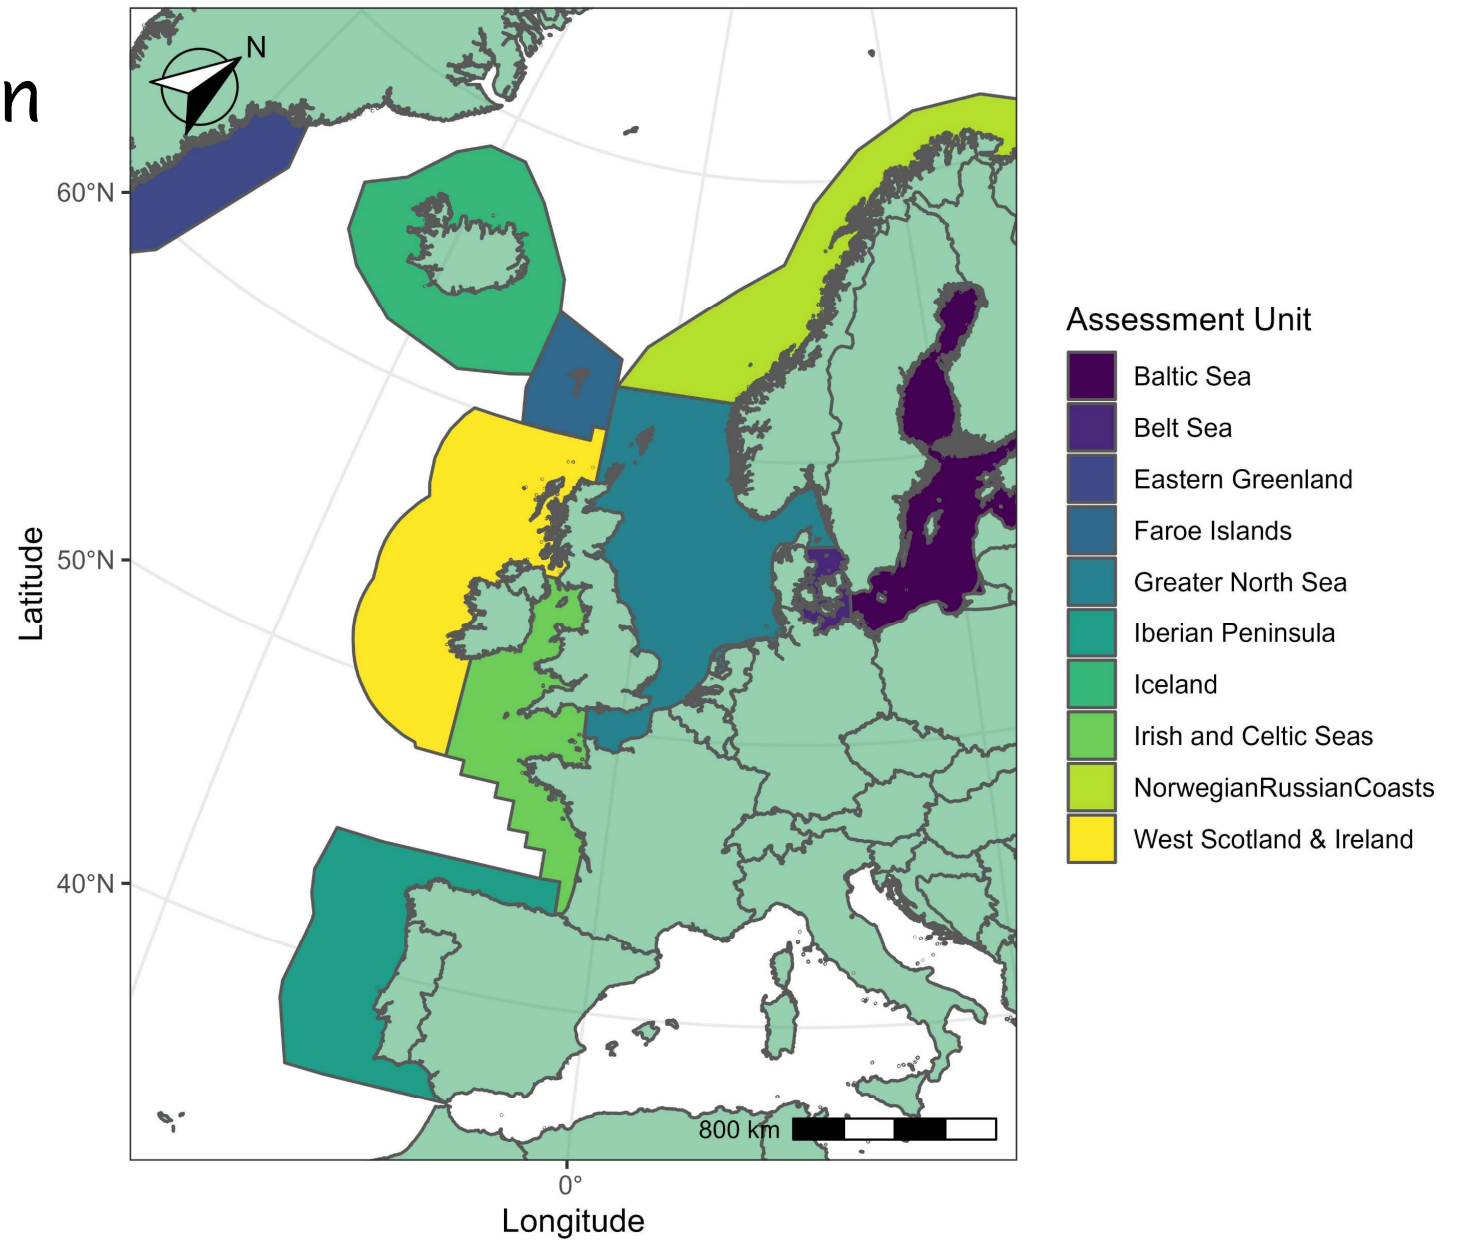 n
N
60°N
50°N
40°N
Latitude
800 km
0°
Longitude
Assessment Unit
Baltic Sea
Belt Sea
Eastern Greenland
Faroe Islands
Greater North Sea
Iberian Peninsula
Iceland
Irish and Celtic Seas
NorwegianRussianCoasts
West Scotland & Ireland